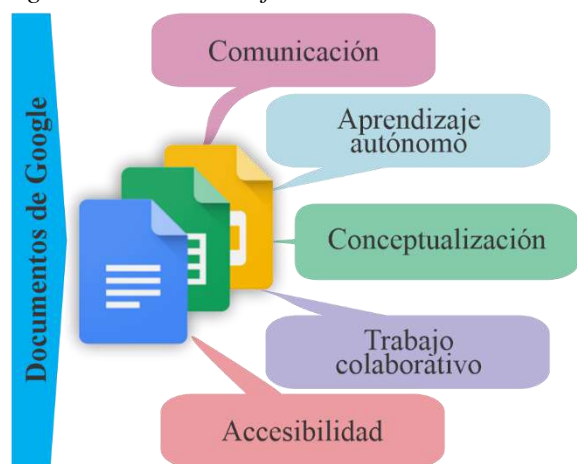 Comunicación
Aprendizaje
autónomo
Documentos de Google
Conceptualización
Trabajo
colaborativo
Accesibilidad